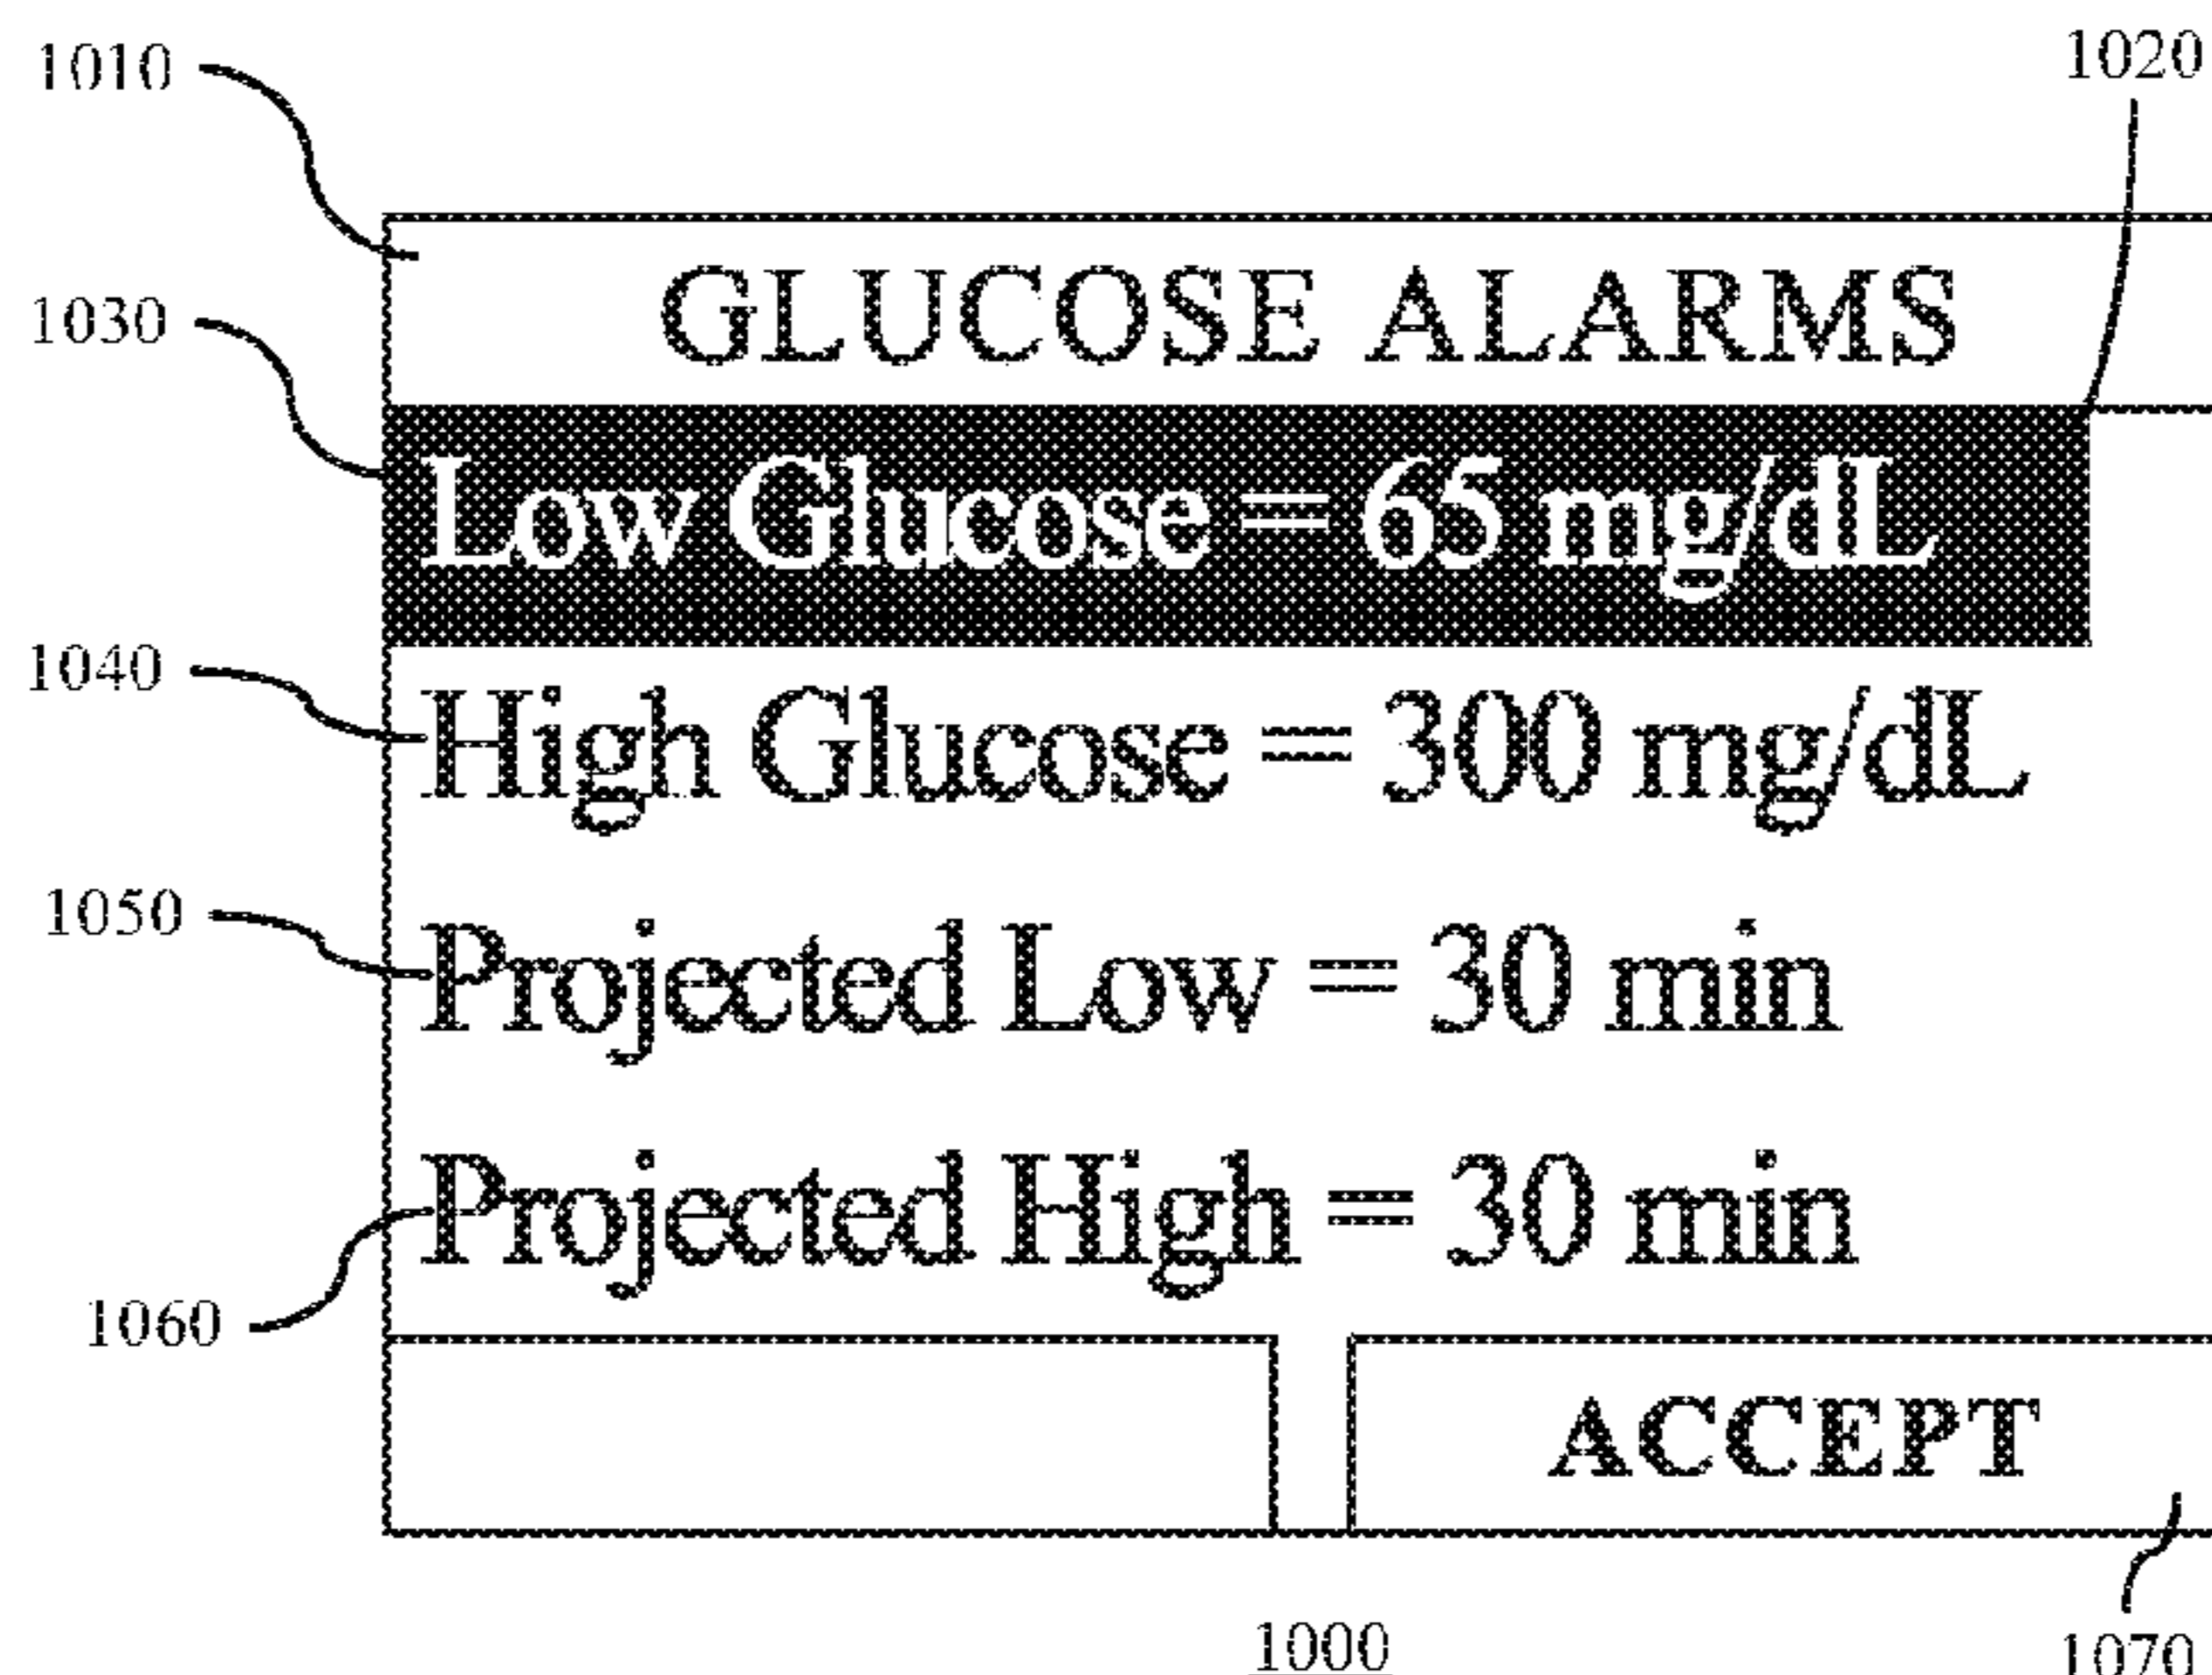 1010
1020
GLUCOSE ALARMS
1030
Low Glucose = 65 mg/dL
1040
High Glucose = 300 mg/dL
1050
Projected Low = 30 min
Projected High = 30 min
1060
ACCEPT
1000
1070